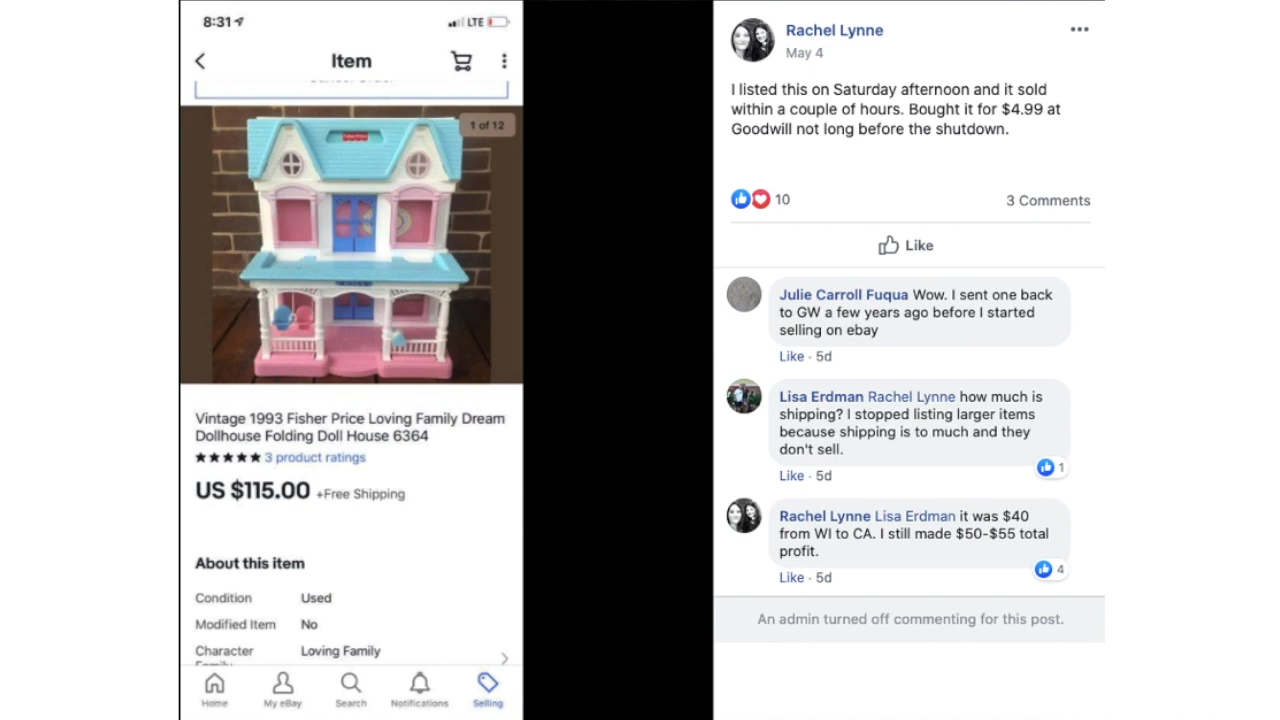 8:31
LTE
Item
1 of 12
Fisher-Price
Vintage 1993 Fisher Price Loving Family Dream
Dollhouse Folding Doll House 6364
★★★★★ 3 product ratings
US $115.00 +Free Shipping
About this item
Condition Used
Modified Item No
Character Loving Family
Family
Home My eBay Search Notifications Selling
Rachel Lynne
May 4
I listed this on Saturday afternoon and it sold
within a couple of hours. Bought it for $4.99 at
Goodwill not long before the shutdown.
10
3 Comments
Like
Julie Carroll Fuqua Wow. I sent one back
to GW a few years ago before I started
selling on ebay
Like · 5d
Lisa Erdman Rachel Lynne how much is
shipping? I stopped listing larger items
because shipping is to much and they
don't sell.
1
Like · 5d
Rachel Lynne Lisa Erdman it was $40
from WI to CA. I still made $50-$55 total
profit.
4
Like · 5d
An admin turned off commenting for this post.